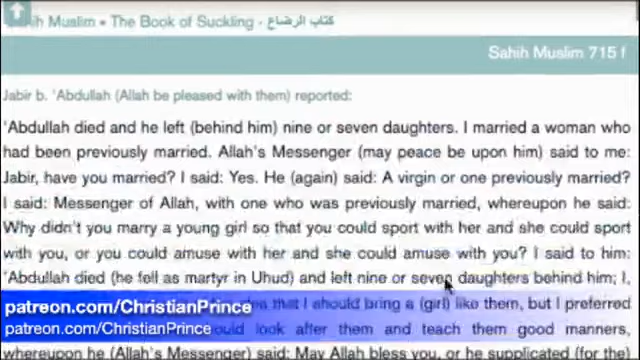 Sahih Muslim • The Book of Suckling - كتاب الرضاع
Sahih Muslim 715 f
Jabir b. 'Abdullah (Allah be pleased with them) reported:
'Abdullah died and he left (behind him) nine or seven daughters. I married a woman who
had been previously married. Allah's Messenger (may peace be upon him) said to me:
Jabir, have you married? I said: Yes. He (again) said: A virgin or one previously married?
I said: Messenger of Allah, with one who was previously married, whereupon he said:
Why didn't you marry a young girl so that you could sport with her and she could sport
with you, or you could amuse with her and she could amuse with you? I said to him:
'Abdullah died (he fell as martyr in Uhud) and left nine or seven daughters behind him; I,
patreon.com/ChristianPrince
idea that I should bring a (girl) like them, but I preferred
patreon.com/ChristianPrince
could look after them and teach them good manners,
whereupon he (Allah's Messenger) said: May Allah bless you, or he supplicated (for the)